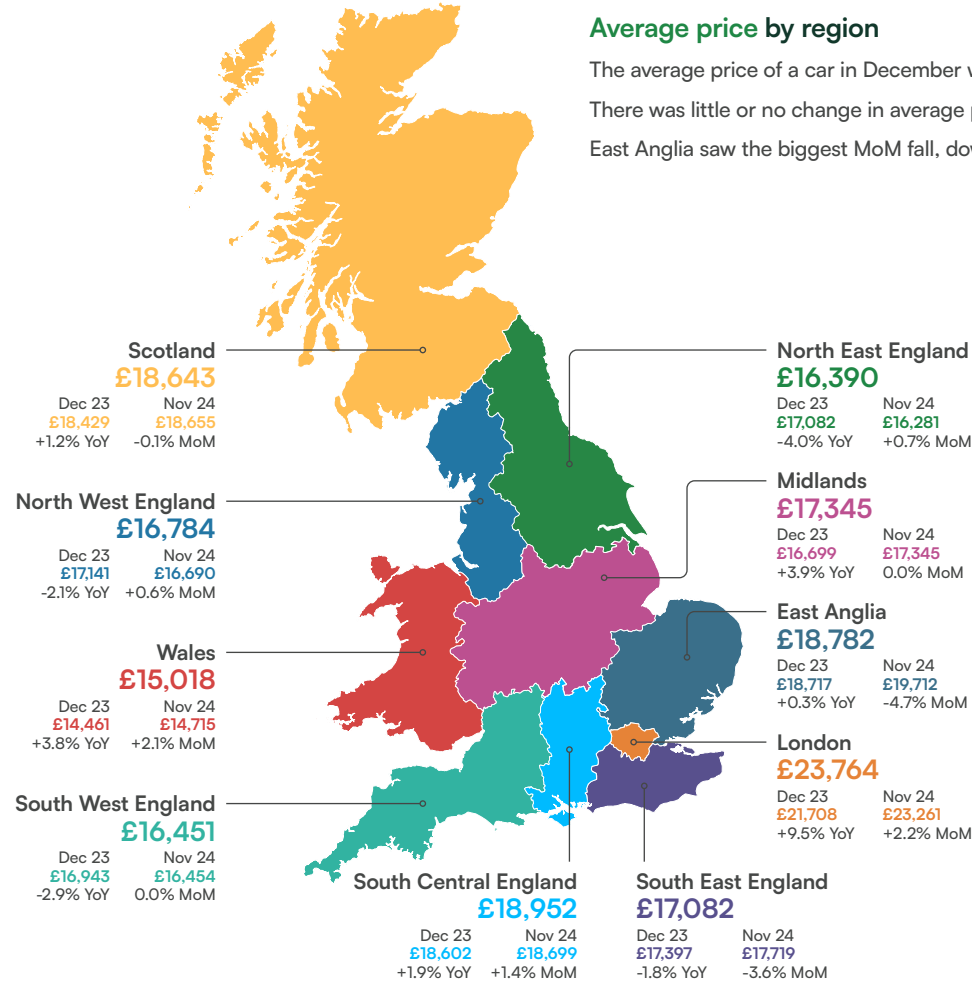 Average price by region
The average price of a car in December
There was little or no change in average
East Anglia saw the biggest MoM fall,
Scotland
£18,643
Dec 23 Nov 24
£18,429 £18,655
+1.2% YoY -0.1% MoM
North West England
£16,784
Dec 23 Nov 24
£17,141 £16,690
-2.1% YoY +0.6% MoM
Wales
£15,018
Dec 23 Nov 24
£14,461 £14,715
+3.8% YoY +2.1% MoM
South West England
£16,451
Dec 23 Nov 24
£16,943 £16,454
-2.9% YoY 0.0% MoM
North East England
£16,390
Dec 23 Nov 24
£17,082 £16,281
-4.0% YoY +0.7% MoM
Midlands
£17,345
Dec 23 Nov 24
£16,699 £17,345
+3.9% YoY 0.0% MoM
East Anglia
£18,782
Dec 23 Nov 24
£18,717 £19,712
+0.3% YoY -4.7% MoM
London
£23,764
Dec 23 Nov 24
£21,708 £23,261
+9.5% YoY +2.2% MoM
South Central England
£18,952
Dec 23 Nov 24
£18,602 £18,699
+1.9% YoY +1.4% MoM
South East England
£17,082
Dec 23 Nov 24
£17,397 £17,719
-1.8% YoY -3.6% MoM